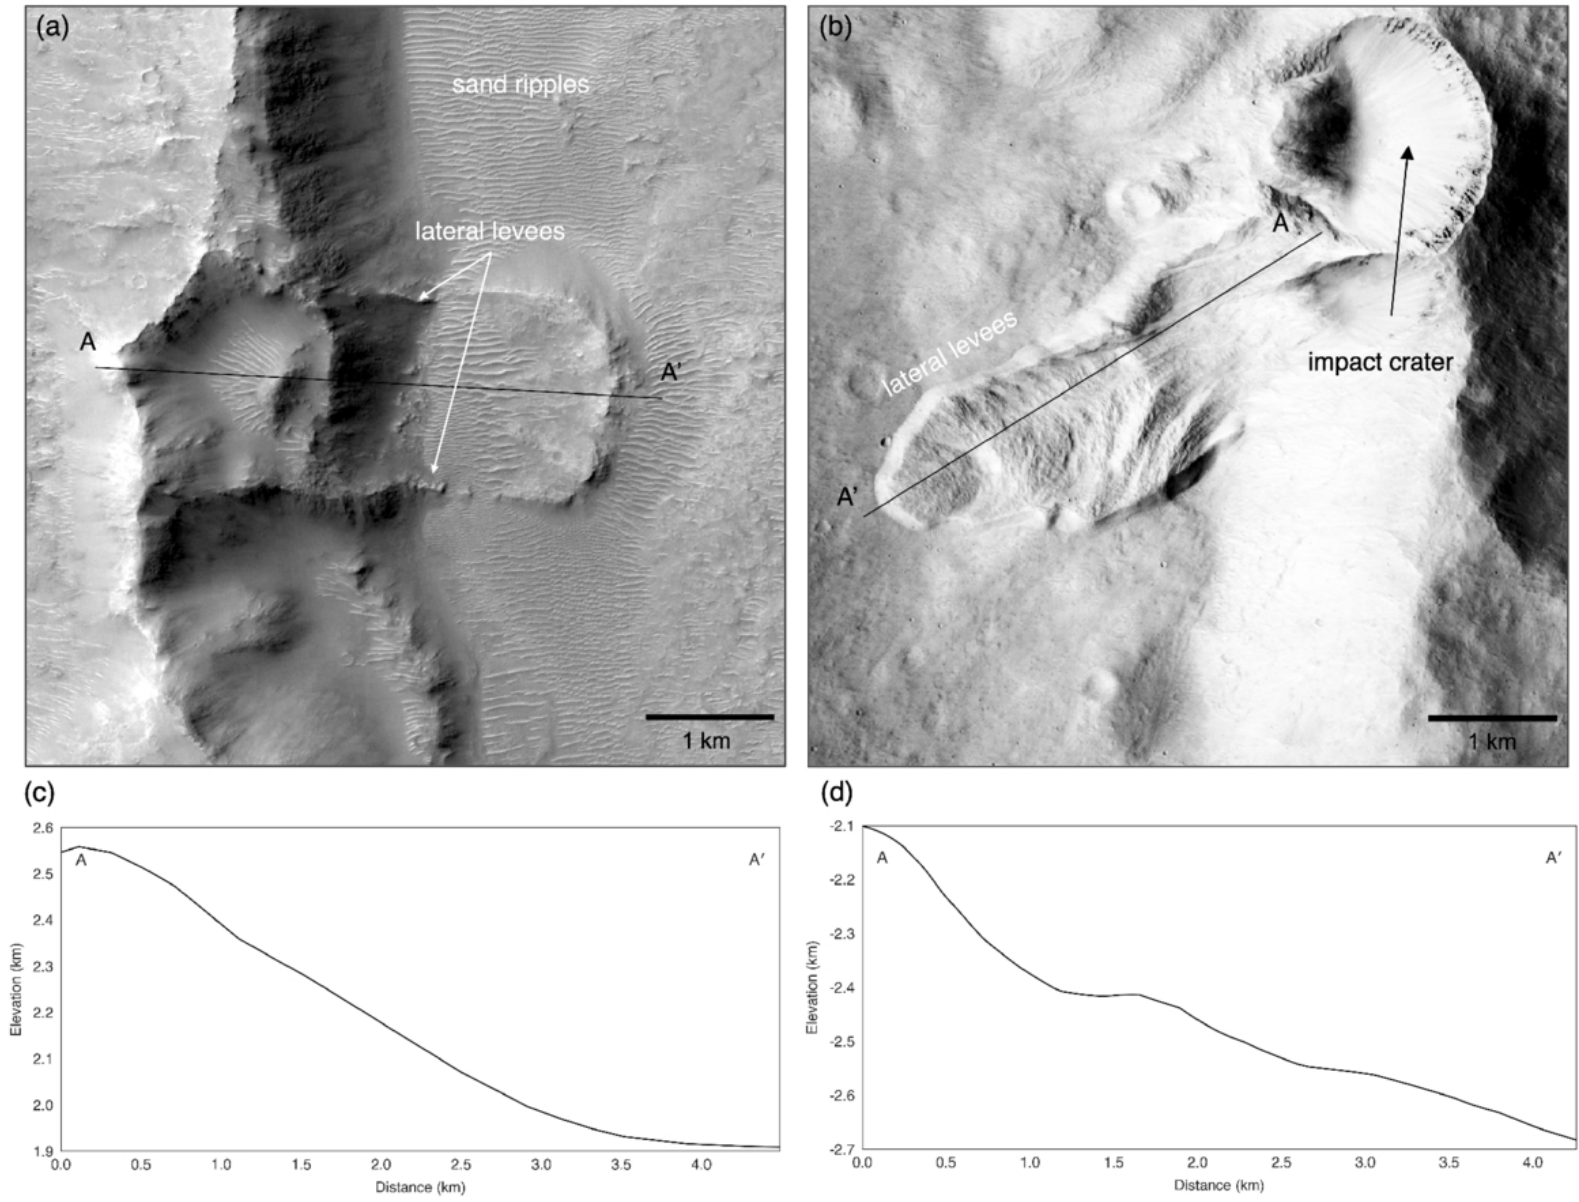 (a)
sand ripples
lateral levees
A
A'
1 km
(b)
A
lateral levees
impact crater
A'
1 km
(c)
2.6
2.5
2.4
2.3
2.2
2.1
2.0
1.9
A
A'
Elevation (km)
0.0 0.5 1.0 1.5 2.0 2.5 3.0 3.5 4.0
Distance (km)
(d)
-2.1
-2.2
-2.3
-2.4
-2.5
-2.6
-2.7
A
A'
Elevation (km)
0.0 0.5 1.0 1.5 2.0 2.5 3.0 3.5 4.0
Distance (km)